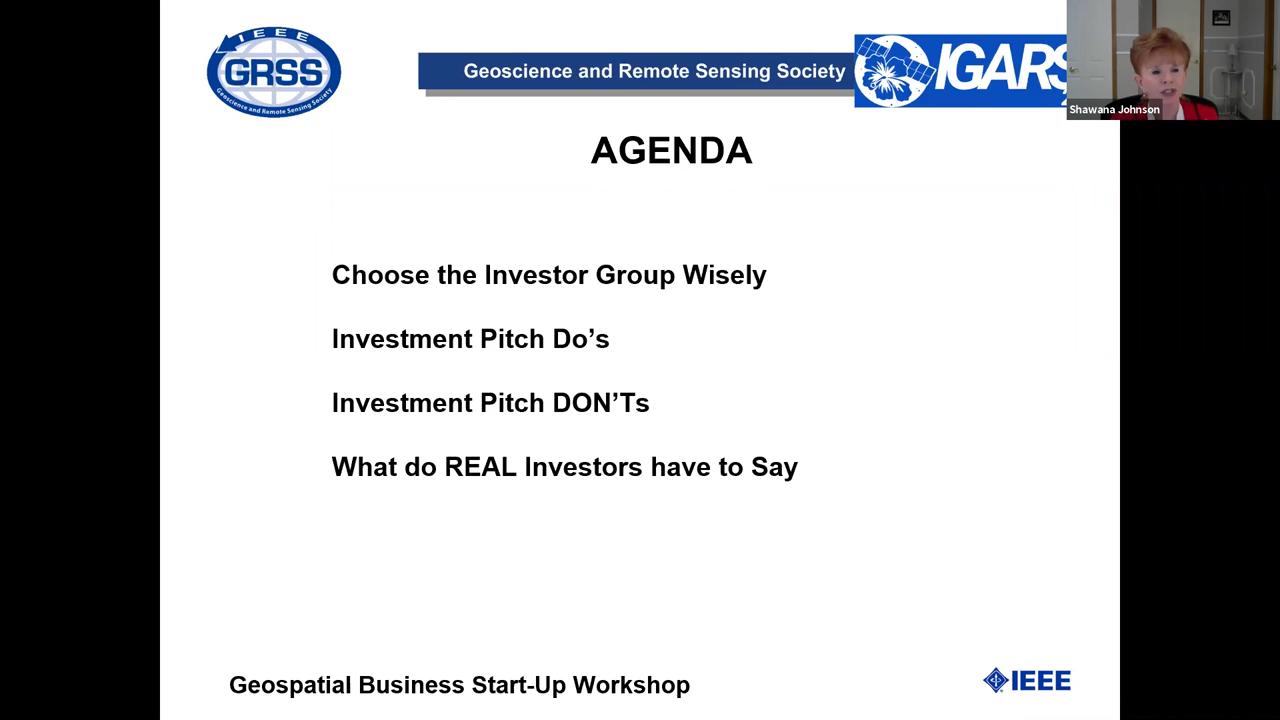 IEEE
GRSS
Geoscience and Remote Sensing Society
Geoscience and Remote Sensing Society
IGARS
Shawana Johnson
AGENDA
Choose the Investor Group Wisely
Investment Pitch Do’s
Investment Pitch DON’Ts
What do REAL Investors have to Say
Geospatial Business Start-Up Workshop
IEEE